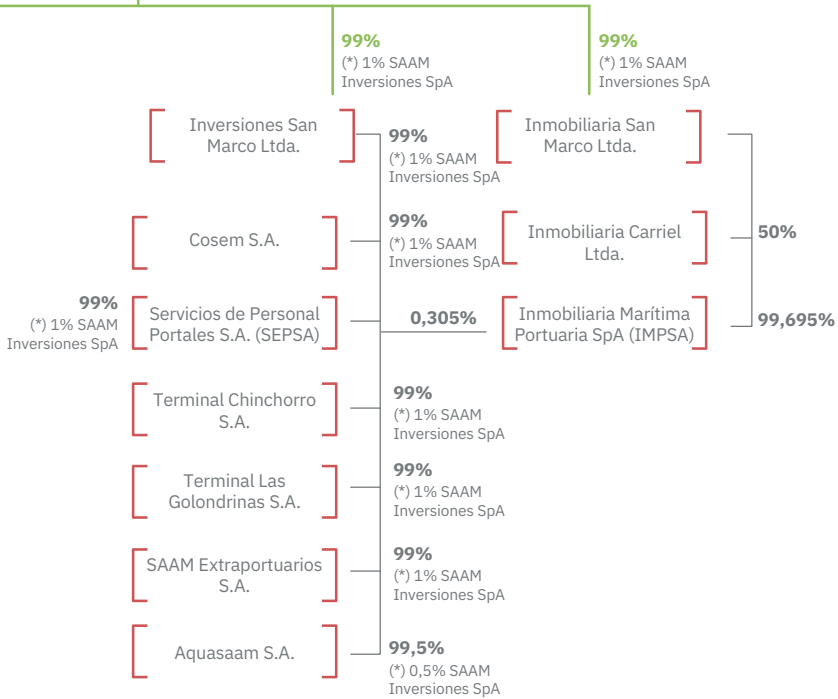 99%
(*) 1% SAAM
Inversiones SpA
99%
(*) 1% SAAM
Inversiones SpA
Inversiones San
Marco Ltda.
99%
(*) 1% SAAM
Inversiones SpA
Inmobiliaria San
Marco Ltda.
Cosem S.A.
99%
(*) 1% SAAM
Inversiones SpA
Inmobiliaria Carriel
Ltda.
50%
99%
(*) 1% SAAM
Inversiones SpA
Servicios de Personal
Portales S.A. (SEPSA)
0,305%
Inmobiliaria Marítima
Portuaria SpA (IMPSA)
99,695%
Terminal Chinchorro
S.A.
99%
(*) 1% SAAM
Inversiones SpA
Terminal Las
Golondrinas S.A.
99%
(*) 1% SAAM
Inversiones SpA
SAAM Extraportuarios
S.A.
99%
(*) 1% SAAM
Inversiones SpA
Aquasaam S.A.
99,5%
(*) 0,5% SAAM
Inversiones SpA